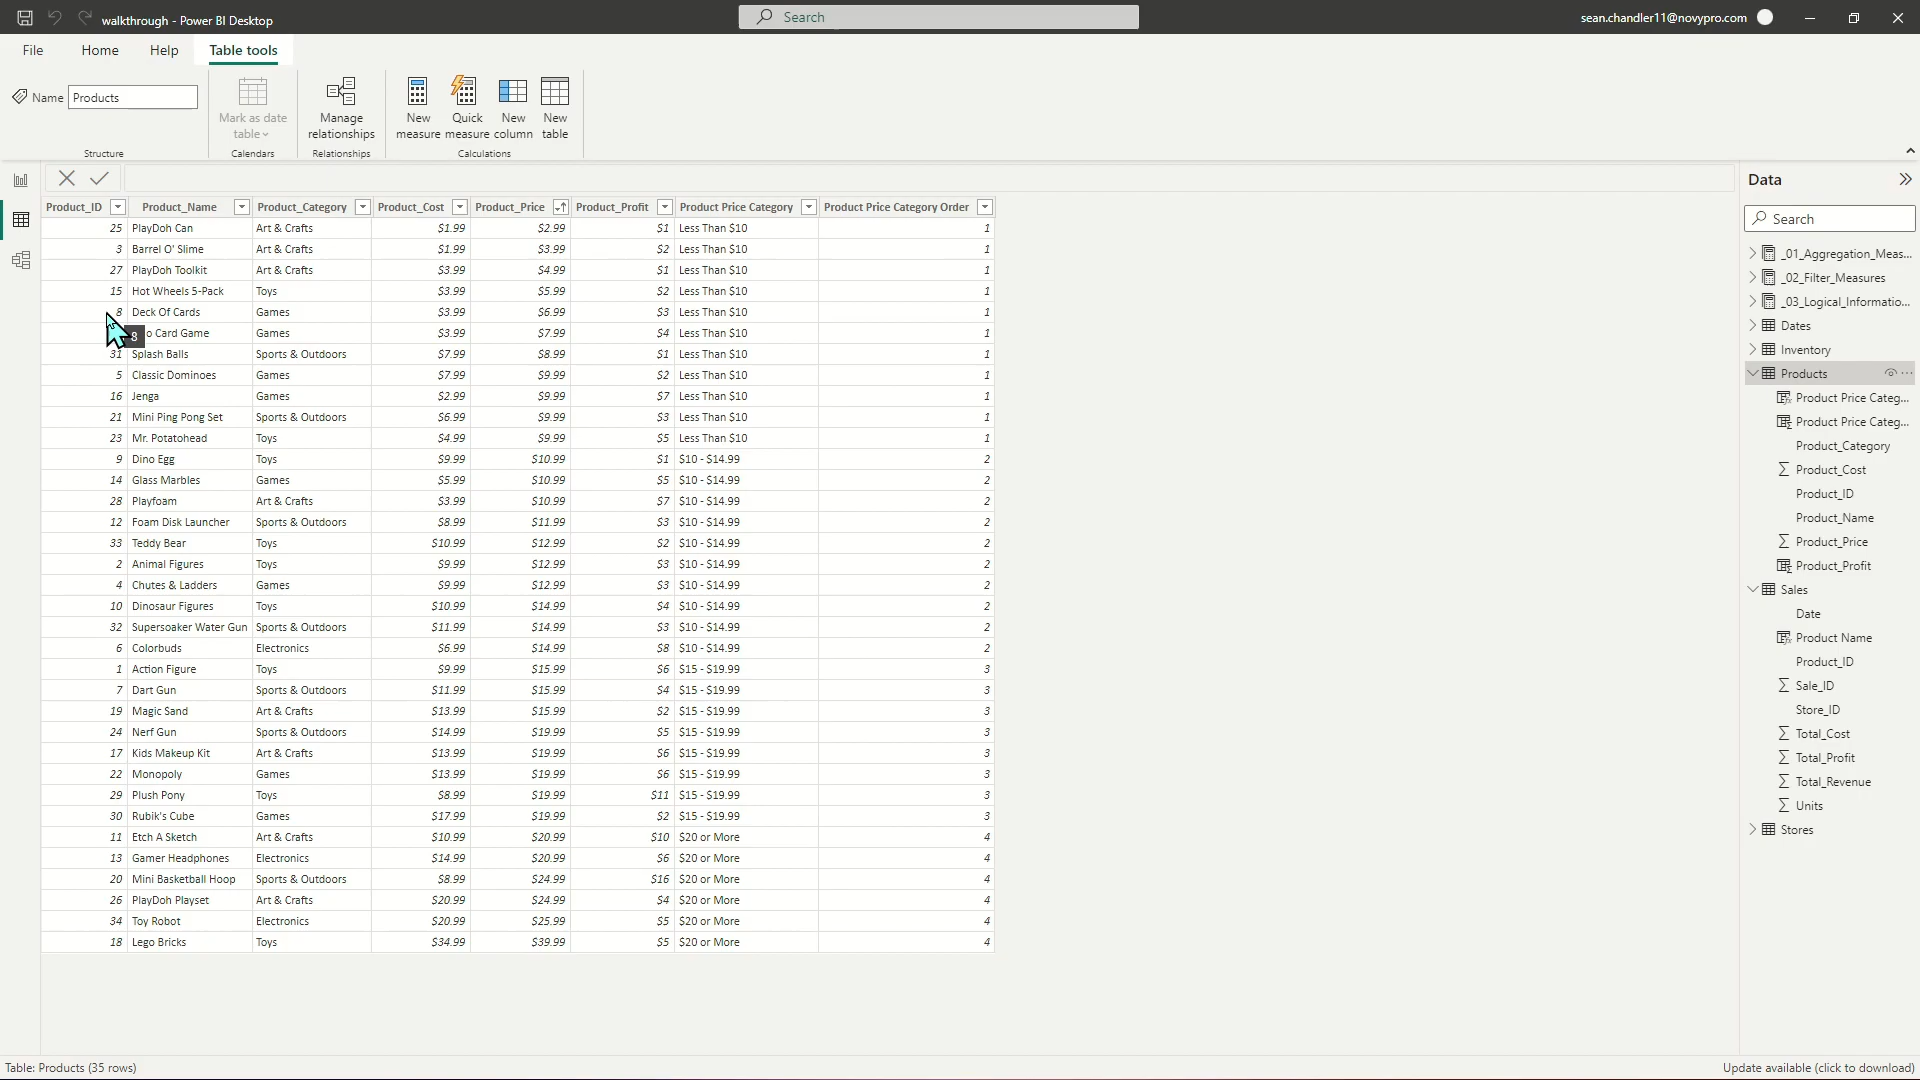 walkthrough - Power BI Desktop
Search
sean.chandler11@novypro.com
File Home Help Table tools
Name Products
Mark as date table
Manage relationships
New measure
Quick measure
New column
New table
Structure Calendars Relationships Calculations
Product_ID Product_Name Product_Category Product_Cost Product_Price Product_Profit Product Price Category Product Price Category Order
25 PlayDoh Can Art & Crafts $1.99 $2.99 $1 Less Than $10 1
3 Barrel O' Slime Art & Crafts $1.99 $3.99 $2 Less Than $10 1
27 PlayDoh Toolkit Art & Crafts $3.99 $4.99 $1 Less Than $10 1
15 Hot Wheels 5-Pack Toys $3.99 $5.99 $2 Less Than $10 1
8 Deck Of Cards Games $3.99 $6.99 $3 Less Than $10 1
8
o Card Game Games $3.99 $7.99 $4 Less Than $10 1
31 Splash Balls Sports & Outdoors $7.99 $8.99 $1 Less Than $10 1
5 Classic Dominoes Games $7.99 $9.99 $2 Less Than $10 1
16 Jenga Games $2.99 $9.99 $7 Less Than $10 1
21 Mini Ping Pong Set Sports & Outdoors $6.99 $9.99 $3 Less Than $10 1
23 Mr. Potatohead Toys $4.99 $9.99 $5 Less Than $10 1
9 Dino Egg Toys $9.99 $10.99 $1 $10 - $14.99 2
14 Glass Marbles Games $5.99 $10.99 $5 $10 - $14.99 2
28 Playfoam Art & Crafts $3.99 $10.99 $7 $10 - $14.99 2
12 Foam Disk Launcher Sports & Outdoors $8.99 $11.99 $3 $10 - $14.99 2
33 Teddy Bear Toys $10.99 $12.99 $2 $10 - $14.99 2
2 Animal Figures Toys $9.99 $12.99 $3 $10 - $14.99 2
4 Chutes & Ladders Games $9.99 $12.99 $3 $10 - $14.99 2
10 Dinosaur Figures Toys $10.99 $14.99 $4 $10 - $14.99 2
32 Supersoaker Water Gun Sports & Outdoors $11.99 $14.99 $3 $10 - $14.99 2
6 Colorbuds Electronics $6.99 $14.99 $8 $10 - $14.99 2
1 Action Figure Toys $9.99 $15.99 $6 $15 - $19.99 3
7 Dart Gun Sports & Outdoors $11.99 $15.99 $4 $15 - $19.99 3
19 Magic Sand Art & Crafts $13.99 $15.99 $2 $15 - $19.99 3
24 Nerf Gun Sports & Outdoors $14.99 $19.99 $5 $15 - $19.99 3
17 Kids Makeup Kit Art & Crafts $13.99 $19.99 $6 $15 - $19.99 3
22 Monopoly Games $13.99 $19.99 $6 $15 - $19.99 3
29 Plush Pony Toys $8.99 $19.99 $11 $15 - $19.99 3
30 Rubik's Cube Games $17.99 $19.99 $2 $15 - $19.99 3
11 Etch A Sketch Art & Crafts $10.99 $20.99 $10 $20 or More 4
13 Gamer Headphones Electronics $14.99 $20.99 $6 $20 or More 4
20 Mini Basketball Hoop Sports & Outdoors $8.99 $24.99 $16 $20 or More 4
26 PlayDoh Playset Art & Crafts $20.99 $24.99 $4 $20 or More 4
34 Toy Robot Electronics $20.99 $25.99 $5 $20 or More 4
18 Lego Bricks Toys $34.99 $39.99 $5 $20 or More 4
Data
Search
_01_Aggregation_Meas...
_02_Filter_Measures
_03_Logical_Informatio...
Dates
Inventory
Products
Product Price Categ...
Product Price Categ...
Product_Category
Product_Cost
Product_ID
Product_Name
Product_Price
Product_Profit
Sales
Date
Product Name
Product_ID
Sale_ID
Store_ID
Total_Cost
Total_Profit
Total_Revenue
Units
Stores
Table: Products (35 rows)
Update available (click to download)